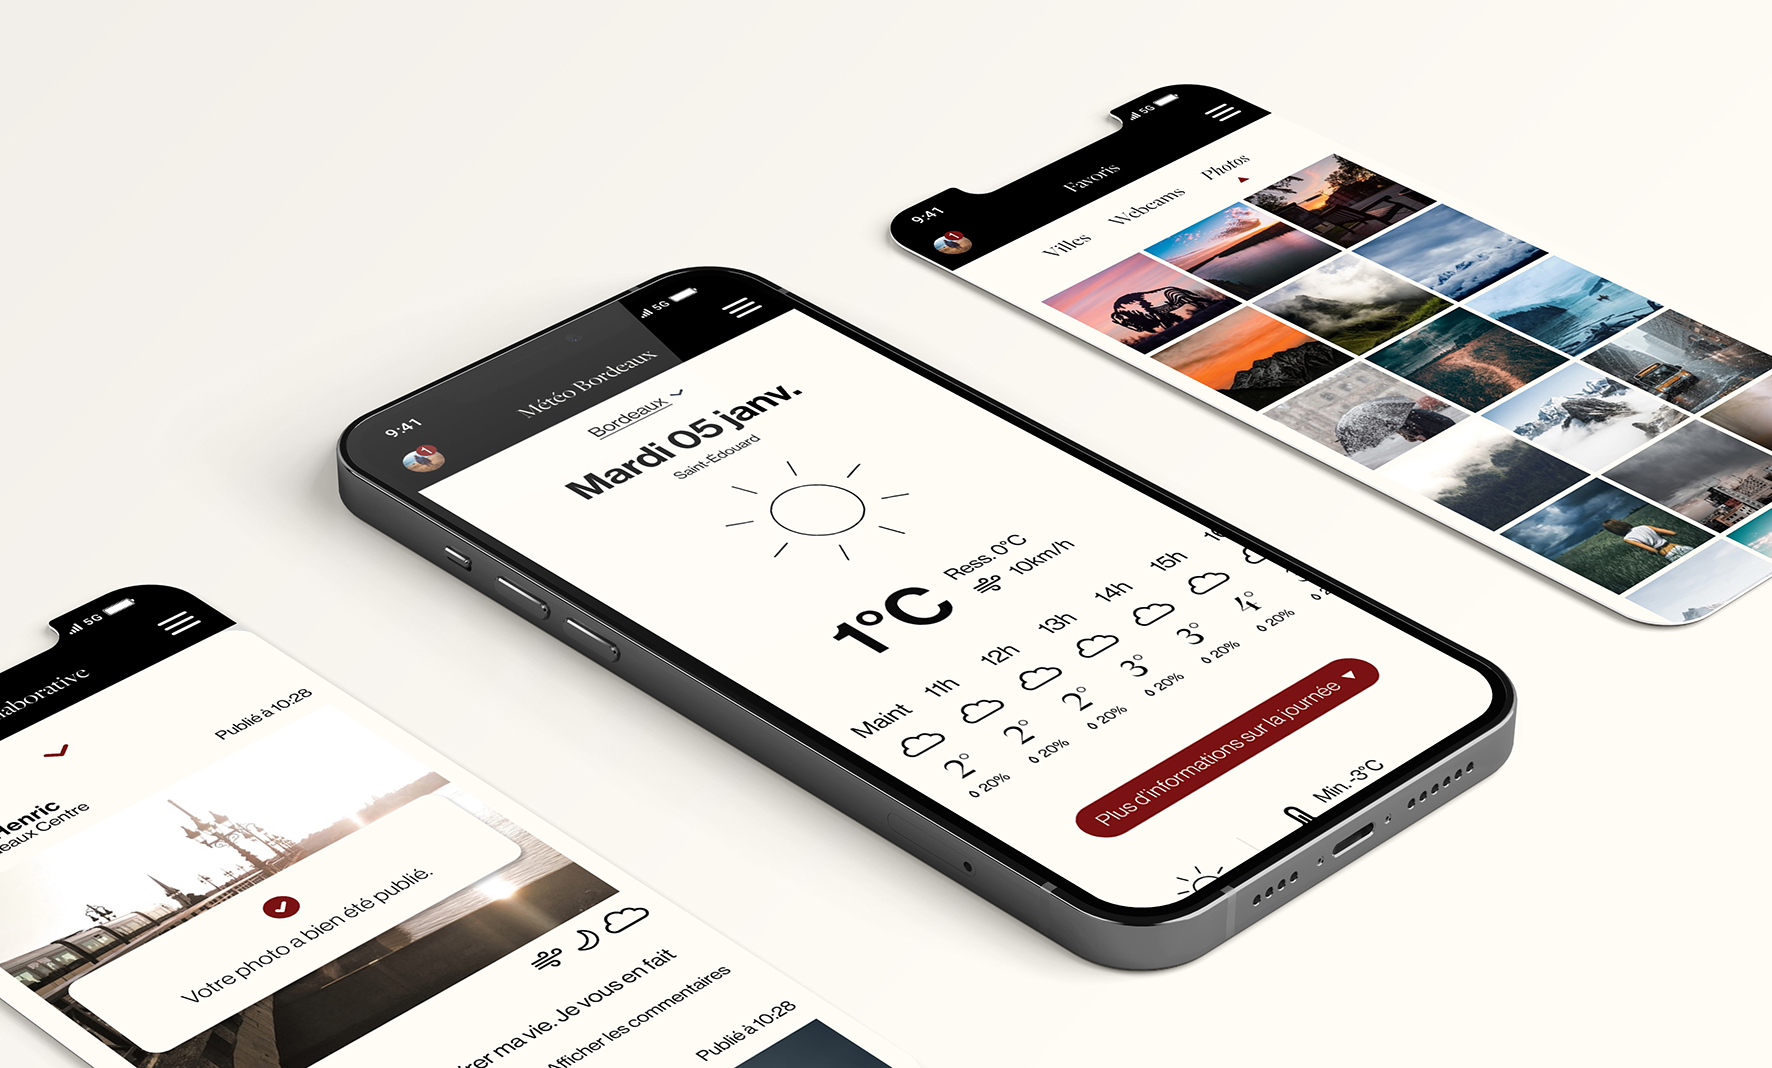 9:41
5G
1
Favoris
Villes
Webcams
Photos
9:41
5G
1
Météo Bordeaux
Bordeaux
Mardi 05 janv.
Saint-Édouard
1°C
Ress. 0°C
10km/h
Maint 11h 12h 13h 14h 15h
2° 2° 2° 3° 3° 4°
20% 20% 20% 20% 20% 20%
Plus d'informations sur la journée
Min. -3°C
5G
laborative
Publié à 10:28
Henric
eaux Centre
Votre photo a bien été publié.
rer ma vie. Je vous en fait
Afficher les commentaires
Publié à 10:28